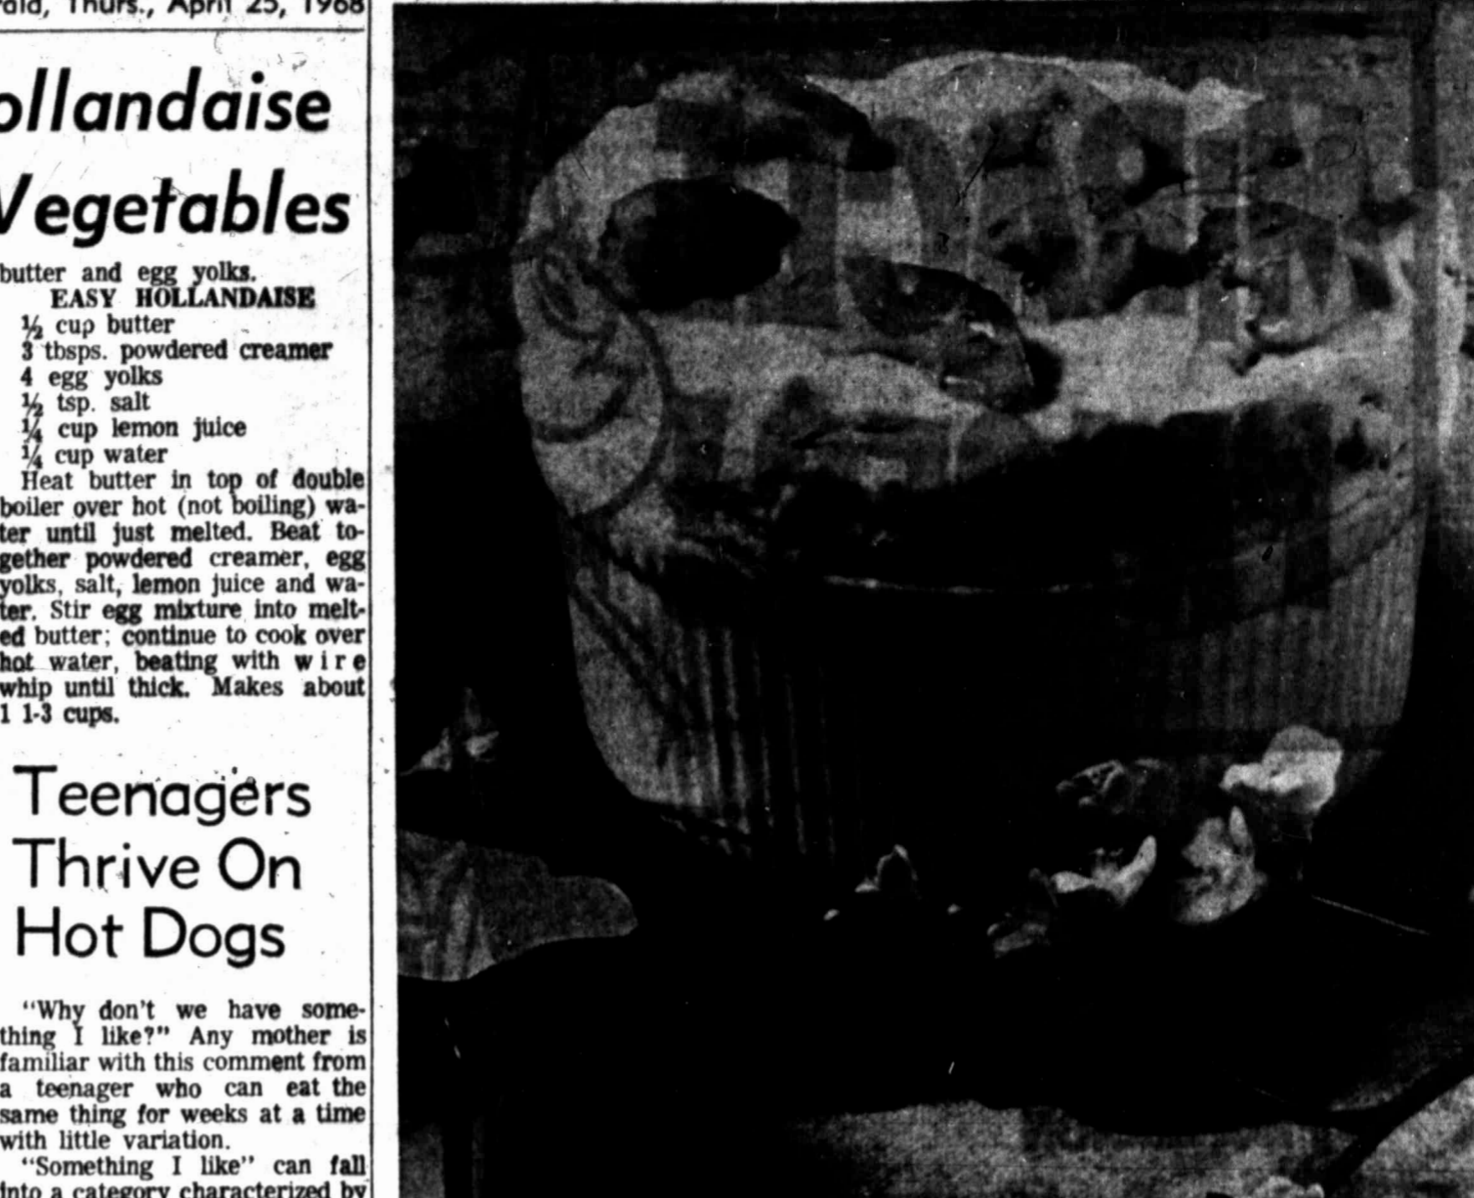 ald, Thurs., April 25, 1968
ollandaise
Vegetables
butter and egg yolks.
EASY HOLLANDAISE
½ cup butter
3 tbsps. powdered creamer
4 egg yolks
½ tsp. salt
¼ cup lemon juice
¼ cup water
Heat butter in top of double
boiler over hot (not boiling) wa-
ter until just melted. Beat to-
gether powdered creamer, egg
yolks, salt, lemon juice and wa-
ter. Stir egg mixture into melt-
ed butter; continue to cook over
hot water, beating with wire
whip until thick. Makes about
1 1-3 cups.
Teenagers
Thrive On
Hot Dogs
"Why don't we have some-
thing I like?" Any mother is
familiar with this comment from
a teenager who can eat the
same thing for weeks at a time
with little variation.
"Something I like" can fall
into a category characterized by